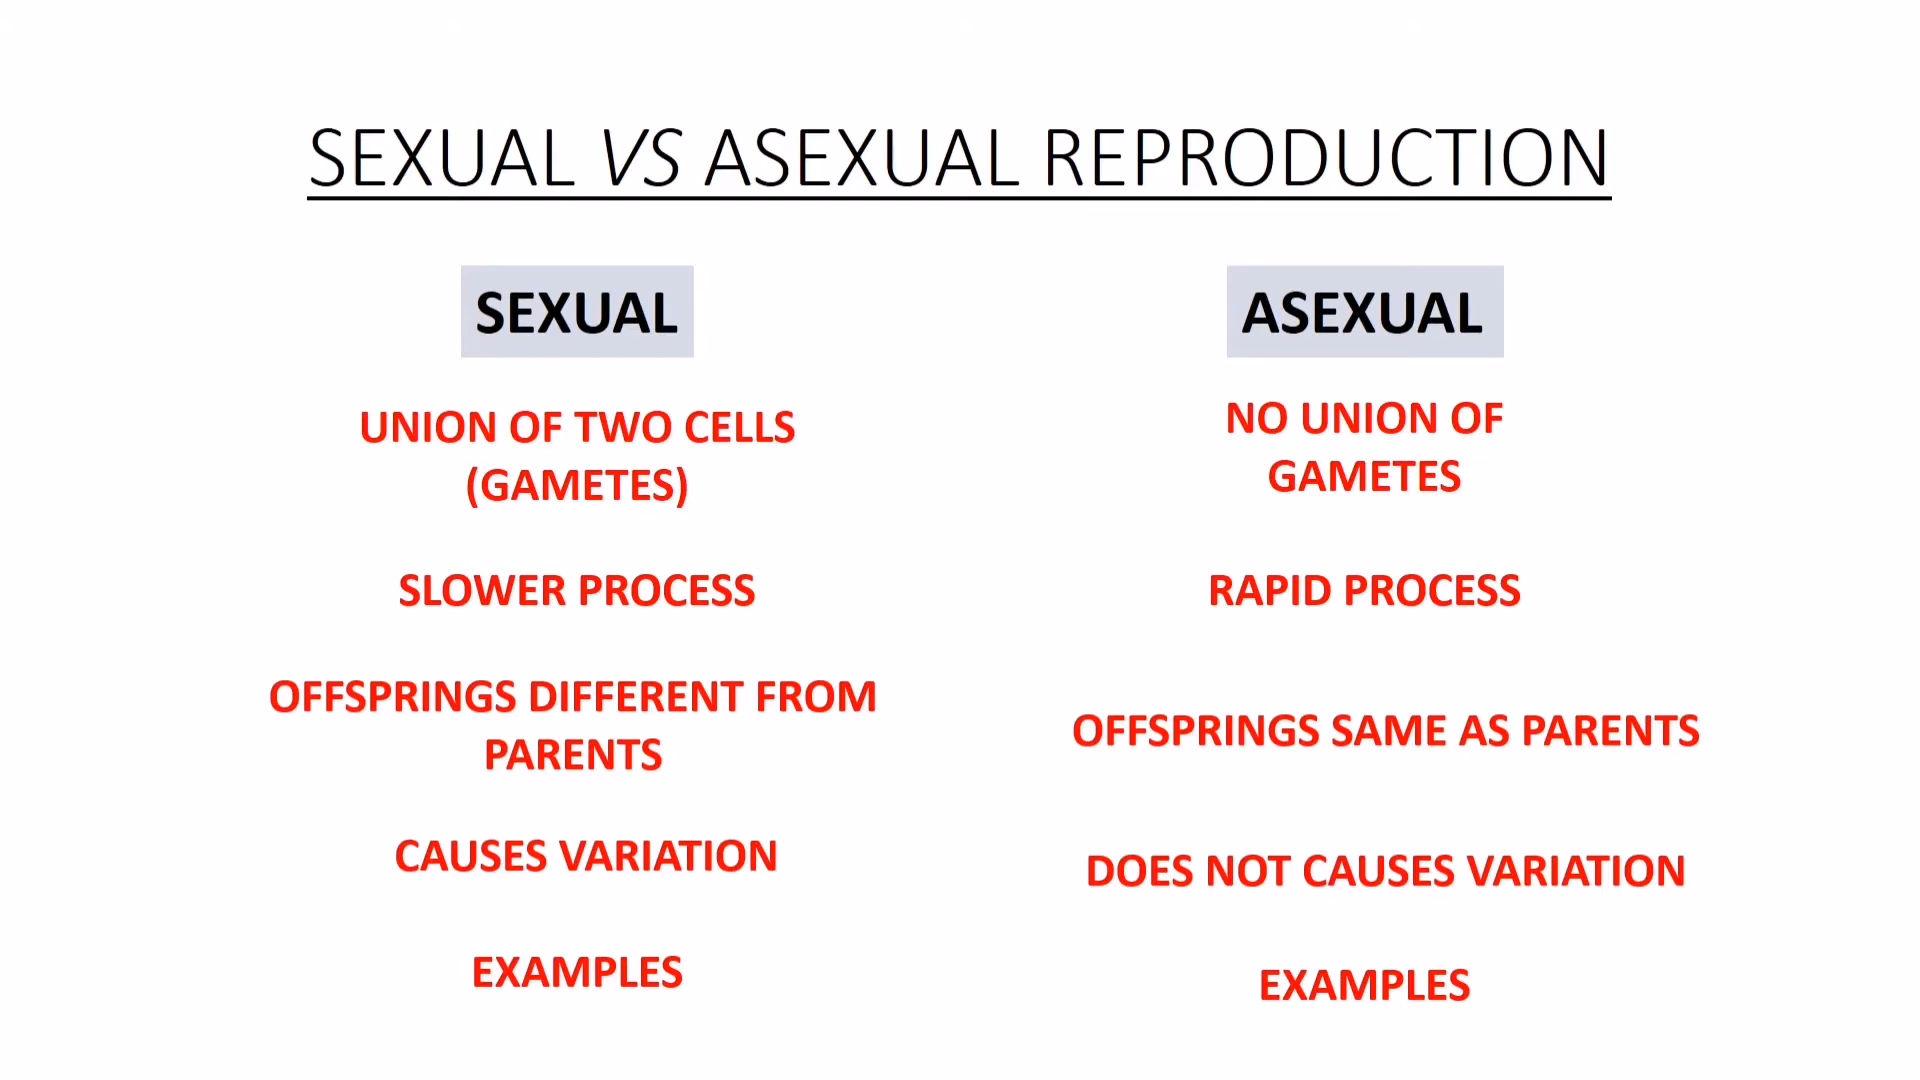 SEXUAL VS ASEXUAL REPRODUCTION
SEXUAL
UNION OF TWO CELLS
(GAMETES)
SLOWER PROCESS
OFFSPRINGS DIFFERENT FROM
PARENTS
CAUSES VARIATION
EXAMPLES
ASEXUAL
NO UNION OF
GAMETES
RAPID PROCESS
OFFSPRINGS SAME AS PARENTS
DOES NOT CAUSES VARIATION
EXAMPLES